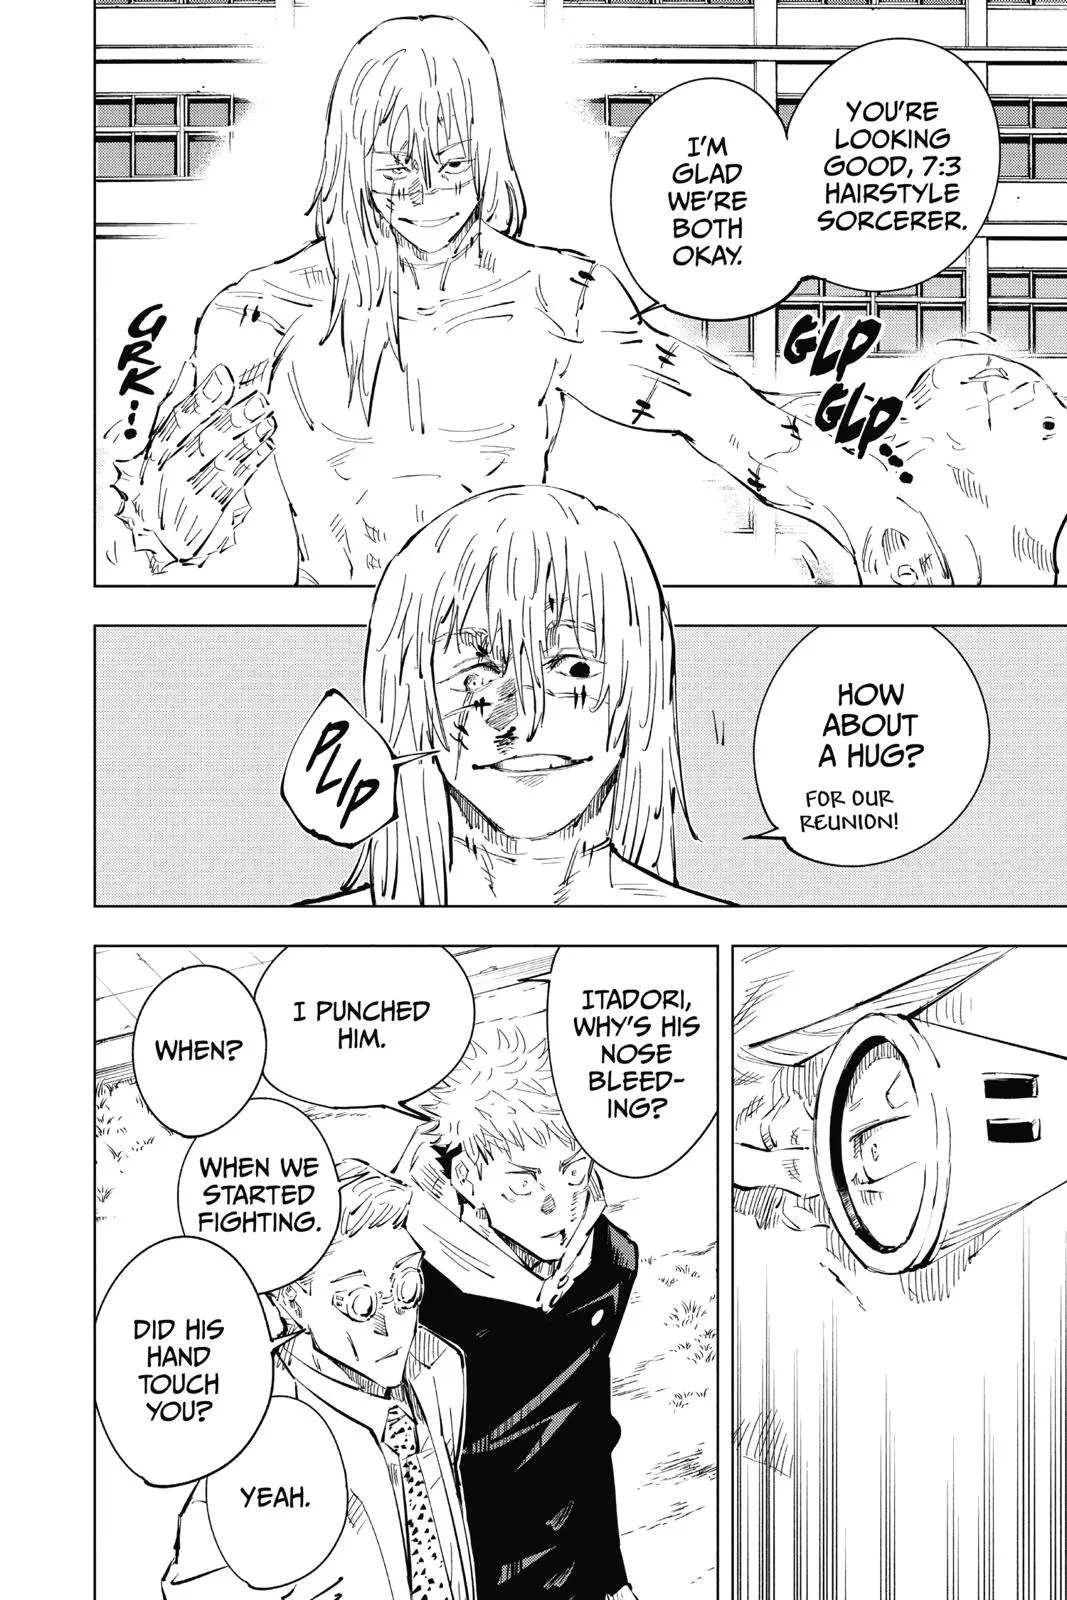 YOU'RE
LOOKING
GOOD, 7:3
HAIRSTYLE
SORCERER.
I'M
GLAD
WE'RE
BOTH
OKAY.
GLP
GLP...
GRK...
HOW
ABOUT
A HUG?
FOR OUR
REUNION!
PLIP
ITADORI,
WHY'S HIS
NOSE
BLEED-
ING?
I PUNCHED
HIM.
WHEN?
WHEN WE
STARTED
FIGHTING.
DID HIS
HAND
TOUCH
YOU?
YEAH.